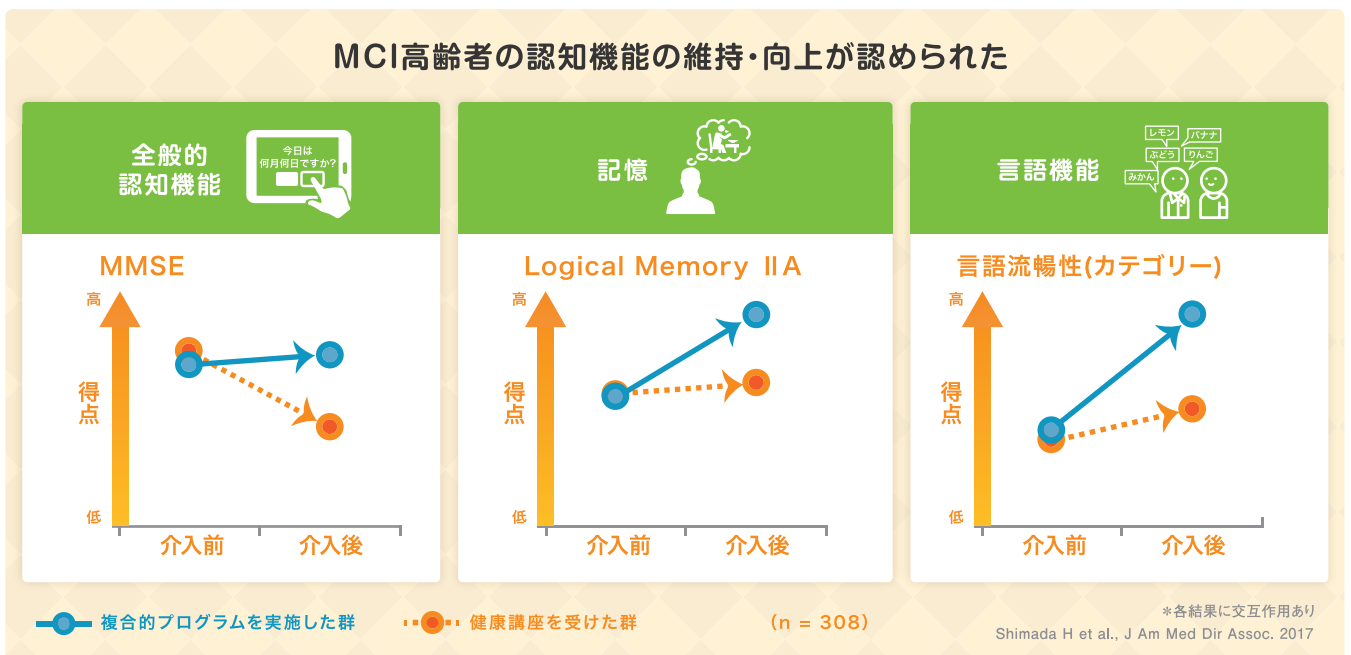 MCI高齢者の認知機能の維持・向上が認められた
全般的
認知機能
今日は
何月何日ですか?
記憶
言語機能
レモン
バナナ
ぶどう
りんご
みかん
MMSE
高
得点
低
介入前
介入後
Logical Memory ⅡA
高
得点
低
介入前
介入後
言語流暢性(カテゴリー)
高
得点
低
介入前
介入後
複合的プログラムを実施した群
健康講座を受けた群
(n = 308)
*各結果に交互作用あり
Shimada H et al., J Am Med Dir Assoc. 2017